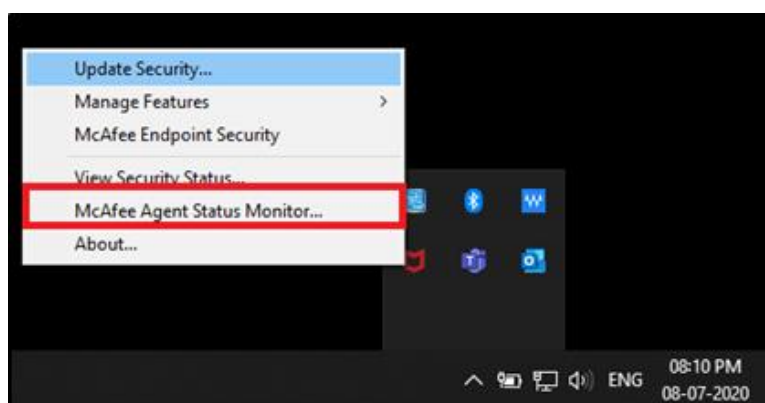 Update Security...
Manage Features
McAfee Endpoint Security
View Security Status...
McAfee Agent Status Monitor...
About...
ENG
08:10 PM
08-07-2020